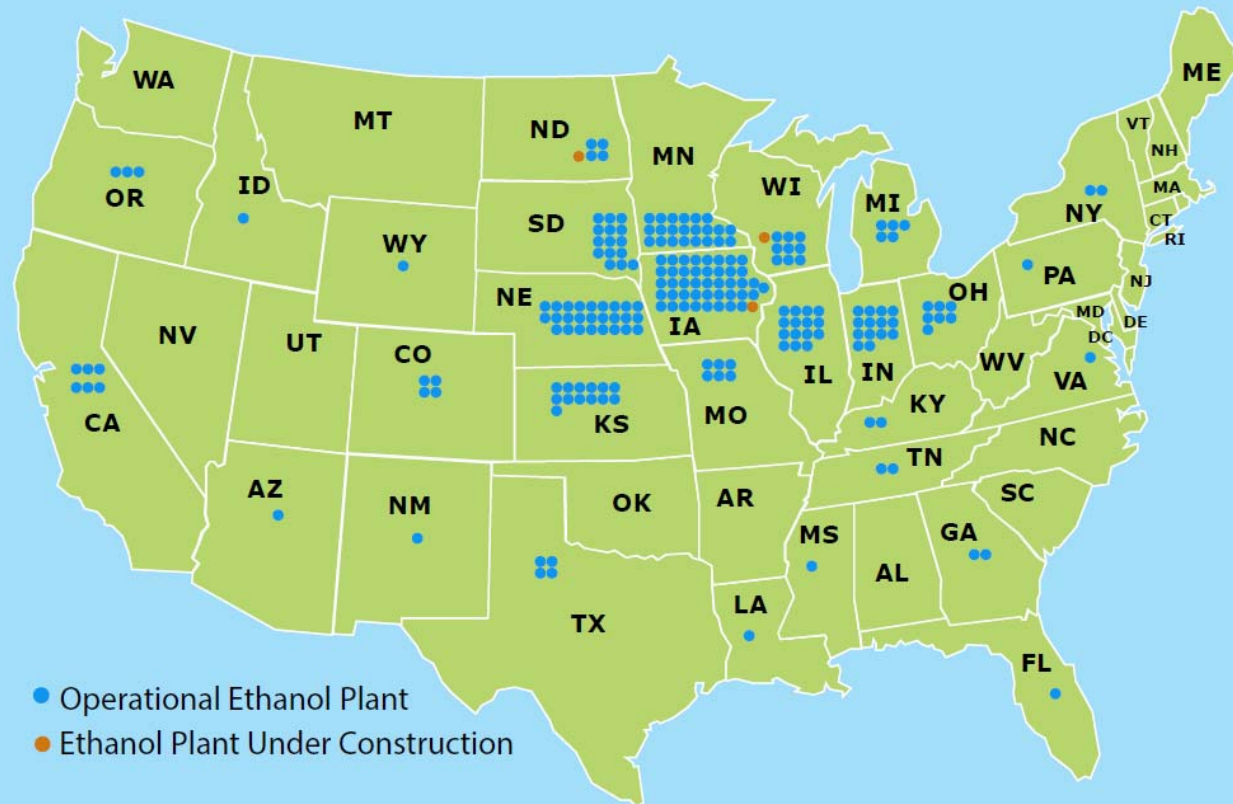 WA
MT
ND
MN
ME
VT
NH
OR
ID
WI
MI
MA
NY
CT
RI
SD
WY
PA
NJ
NE
IA
OH
MD
DE
DC
NV
UT
CO
IL
IN
WV
VA
CA
KS
MO
KY
NC
AZ
NM
OK
AR
TN
SC
MS
AL
GA
LA
TX
FL
Operational Ethanol Plant
Ethanol Plant Under Construction